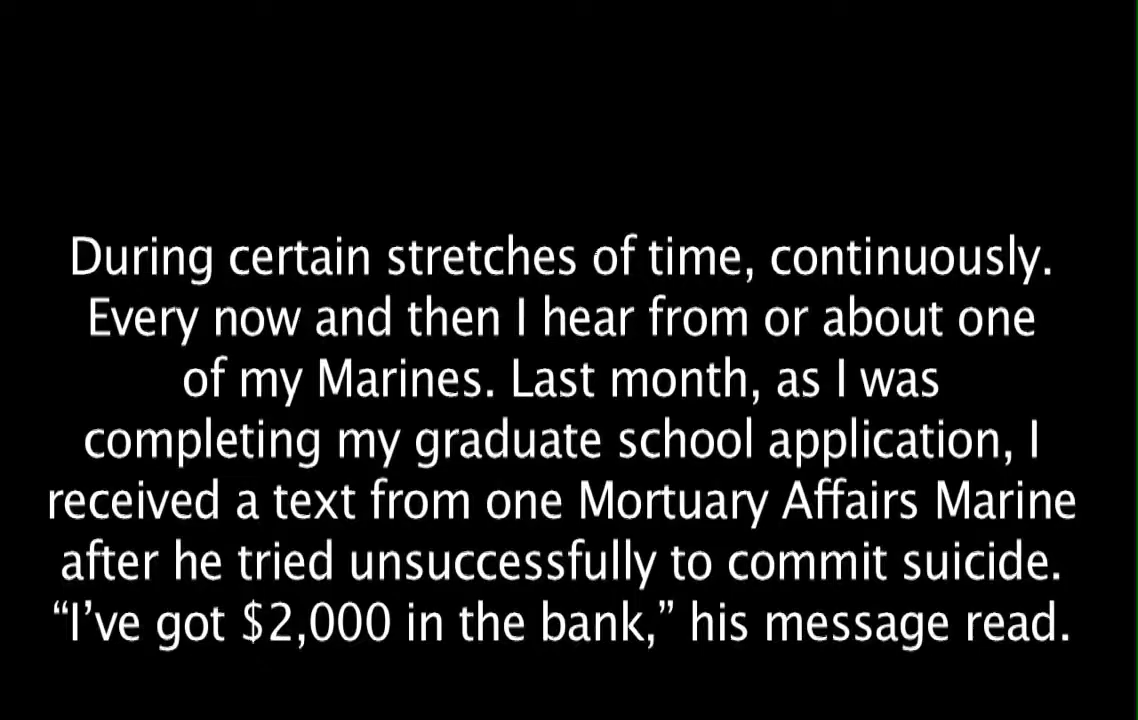 During certain stretches of time, continuously.
Every now and then I hear from or about one
of my Marines. Last month, as I was
completing my graduate school application, I
received a text from one Mortuary Affairs Marine
after he tried unsuccessfully to commit suicide.
“I’ve got $2,000 in the bank,” his message read.